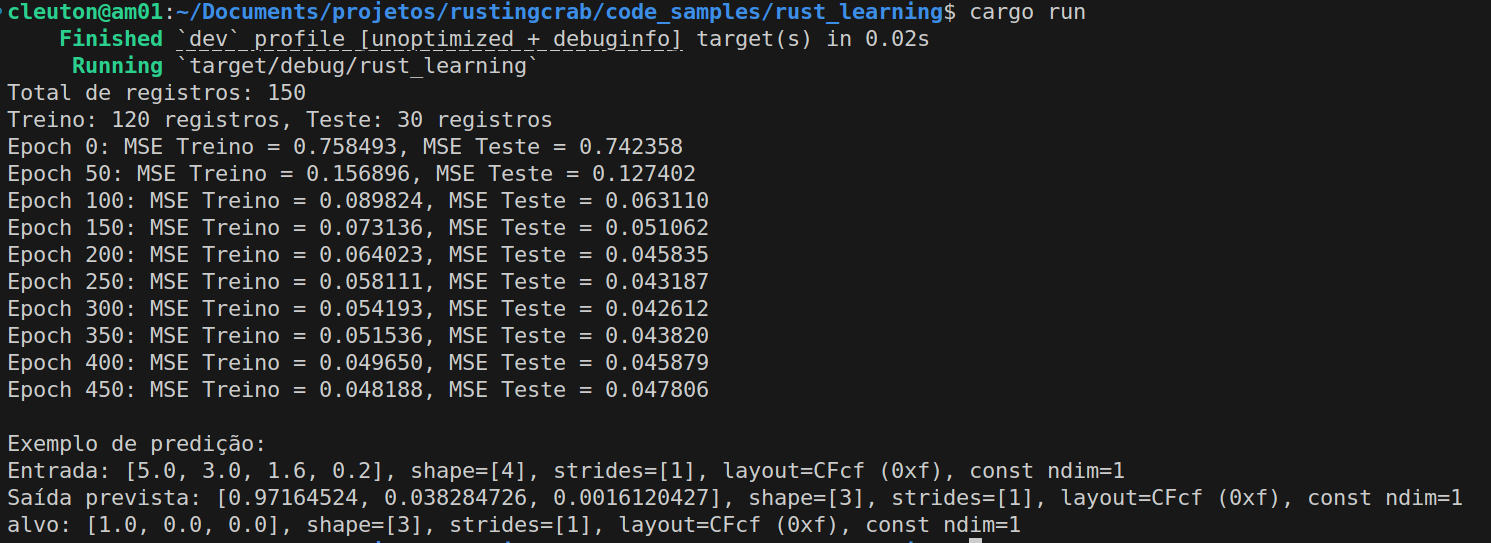 cleuton@am01:~/Documents/projetos/rustingcrab/code_samples/rust_learning$ cargo run
Finished `dev` profile [unoptimized + debuginfo] target(s) in 0.02s
Running `target/debug/rust_learning`
Total de registros: 150
Treino: 120 registros, Teste: 30 registros
Epoch 0: MSE Treino = 0.758493, MSE Teste = 0.742358
Epoch 50: MSE Treino = 0.156896, MSE Teste = 0.127402
Epoch 100: MSE Treino = 0.089824, MSE Teste = 0.063110
Epoch 150: MSE Treino = 0.073136, MSE Teste = 0.051062
Epoch 200: MSE Treino = 0.064023, MSE Teste = 0.045835
Epoch 250: MSE Treino = 0.058111, MSE Teste = 0.043187
Epoch 300: MSE Treino = 0.054193, MSE Teste = 0.042612
Epoch 350: MSE Treino = 0.051536, MSE Teste = 0.043820
Epoch 400: MSE Treino = 0.049650, MSE Teste = 0.045879
Epoch 450: MSE Treino = 0.048188, MSE Teste = 0.047806
Exemplo de predição:
Entrada: [5.0, 3.0, 1.6, 0.2], shape=[4], strides=[1], layout=CFcf (0xf), const ndim=1
Saída prevista: [0.97164524, 0.038284726, 0.0016120427], shape=[3], strides=[1], layout=CFcf (0xf), const ndim=1
alvo: [1.0, 0.0, 0.0], shape=[3], strides=[1], layout=CFcf (0xf), const ndim=1